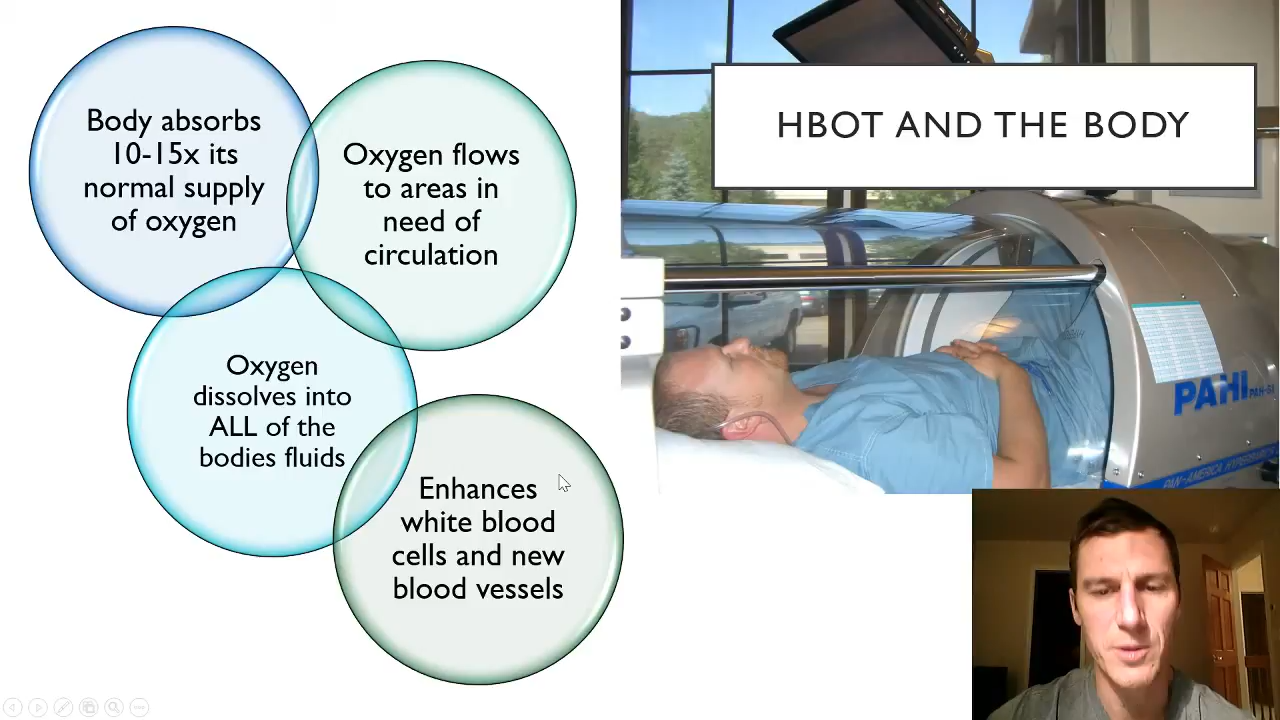 Body absorbs
10-15x its
normal supply
of oxygen
Oxygen flows
to areas in
need of
circulation
Oxygen
dissolves into
ALL of the
bodies fluids
Enhances
white blood
cells and new
blood vessels
HBOT AND THE BODY
PAHI
PAN-AMERICA